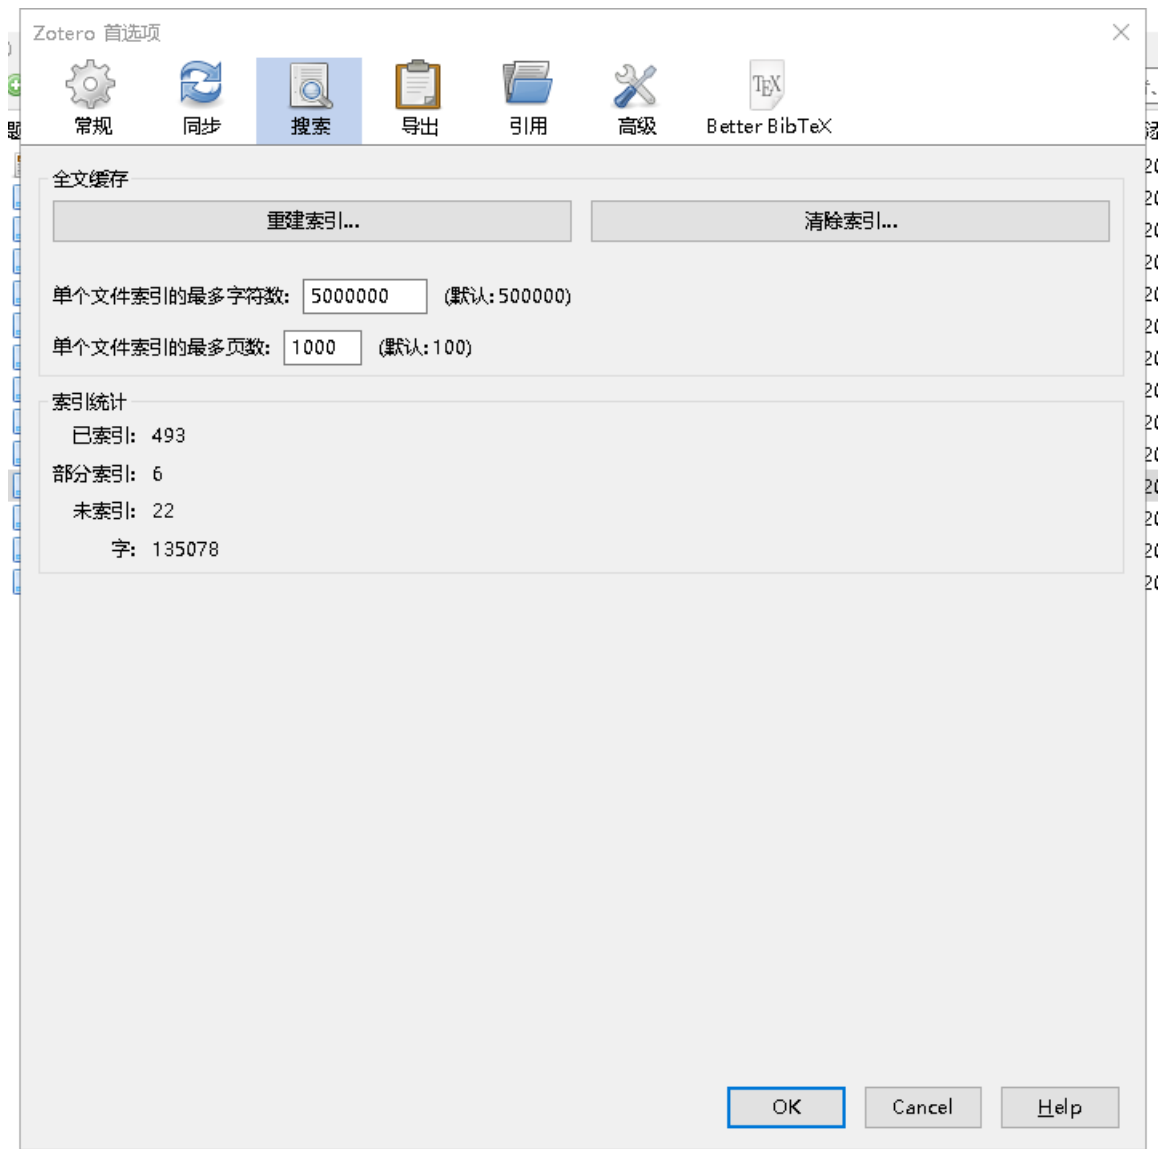 Zotero 首选项
常规 同步 搜索 导出 引用 高级 Better BibTeX
全文缓存
重建索引... 清除索引...
单个文件索引的最多字符数: 5000000 (默认: 500000)
单个文件索引的最多页数: 1000 (默认: 100)
索引统计
已索引: 493
部分索引: 6
未索引: 22
字: 135078
OK Cancel Help